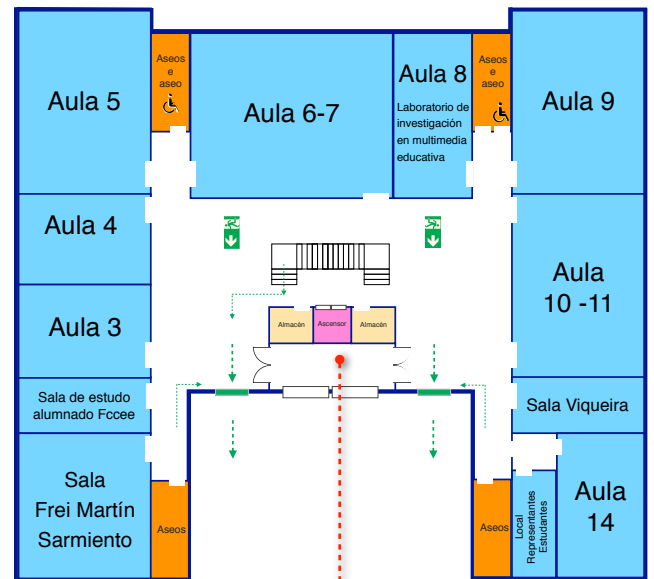 Aula 5
Aseos
e
aseo
Aula 6-7
Aula 8
Laboratorio de
investigación
en multimedia
educativa
Aseos
e
aseo
Aula 9
Aula 4
Aula
10 -11
Aula 3
Almacén
Ascensor
Almacén
Sala de estudo
alumnado Fccee
Sala Viqueira
Sala
Frei Martín
Sarmiento
Aseos
Aseos
Local
Representantes
Estudantes
Aula
14